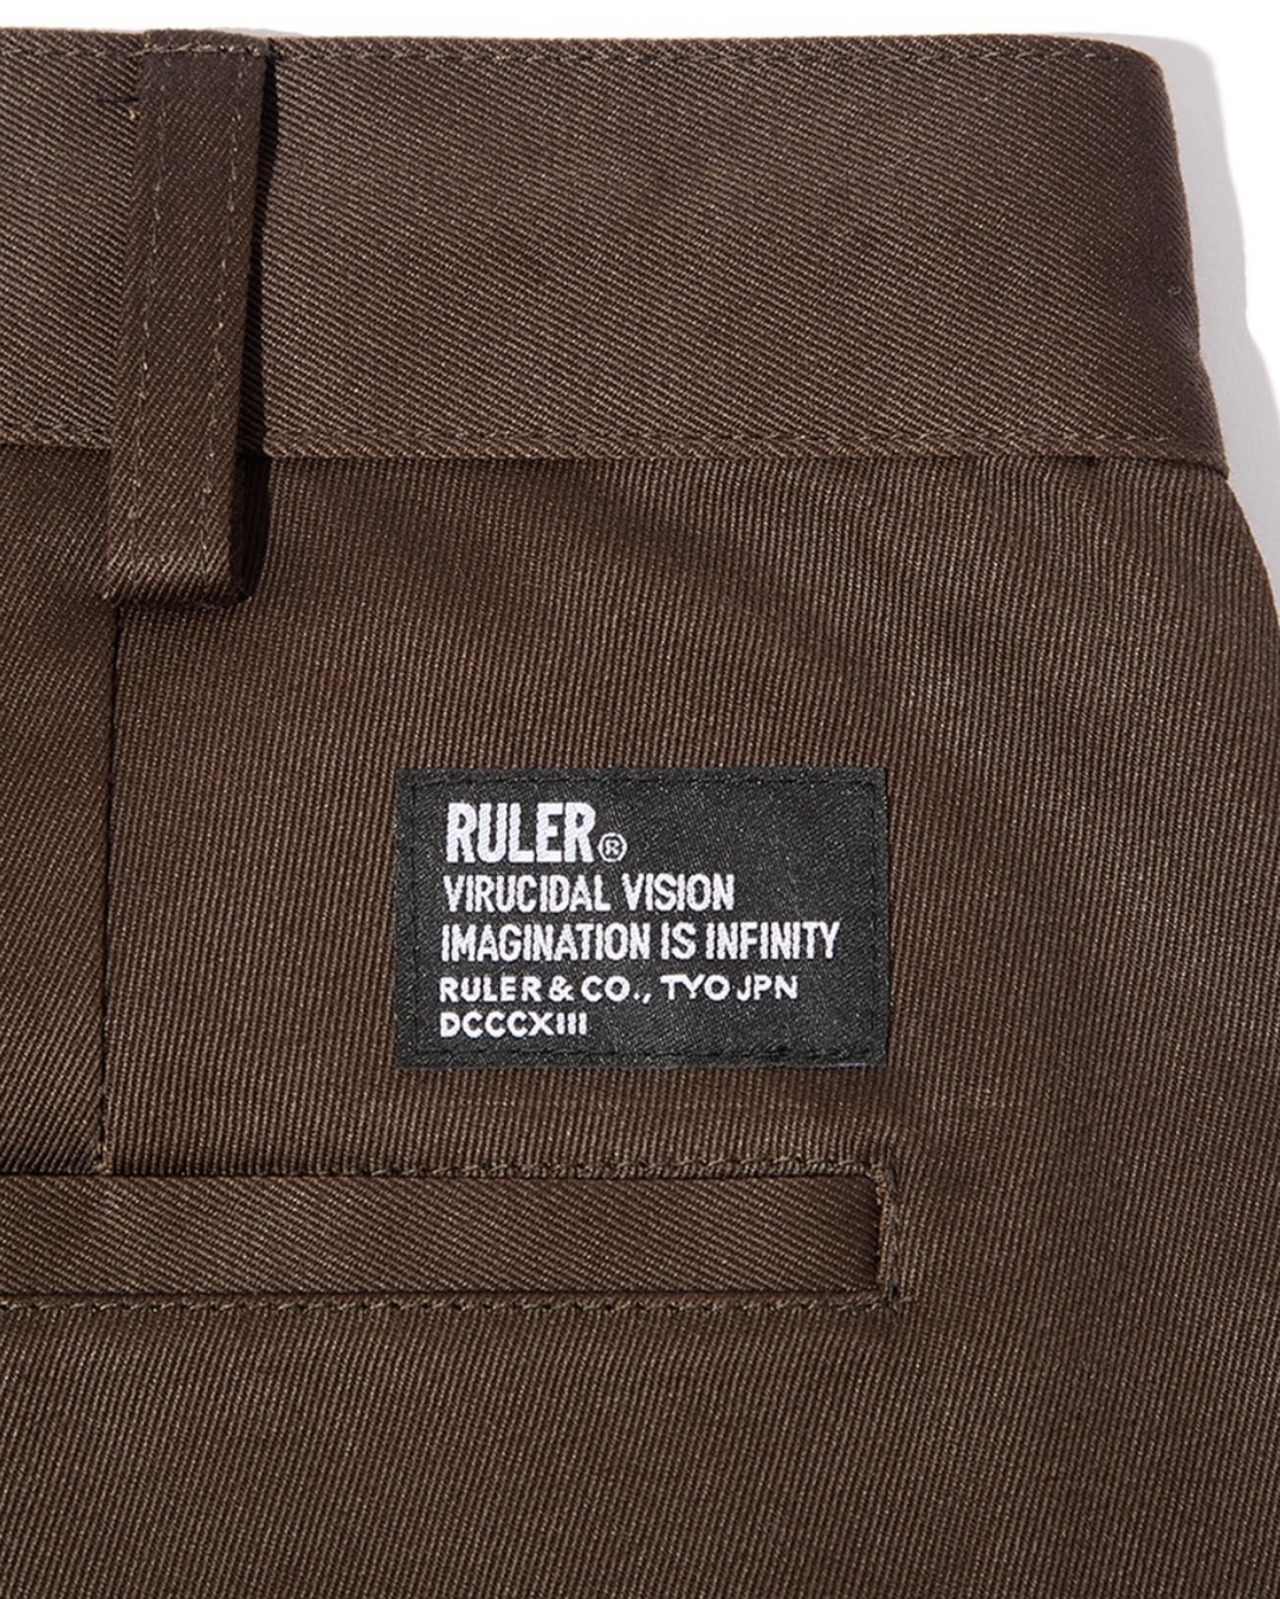 RULER®
VIRUCIDAL VISION
IMAGINATION IS INFINITY
RULER & CO., TYO JPN
DCCCXIII